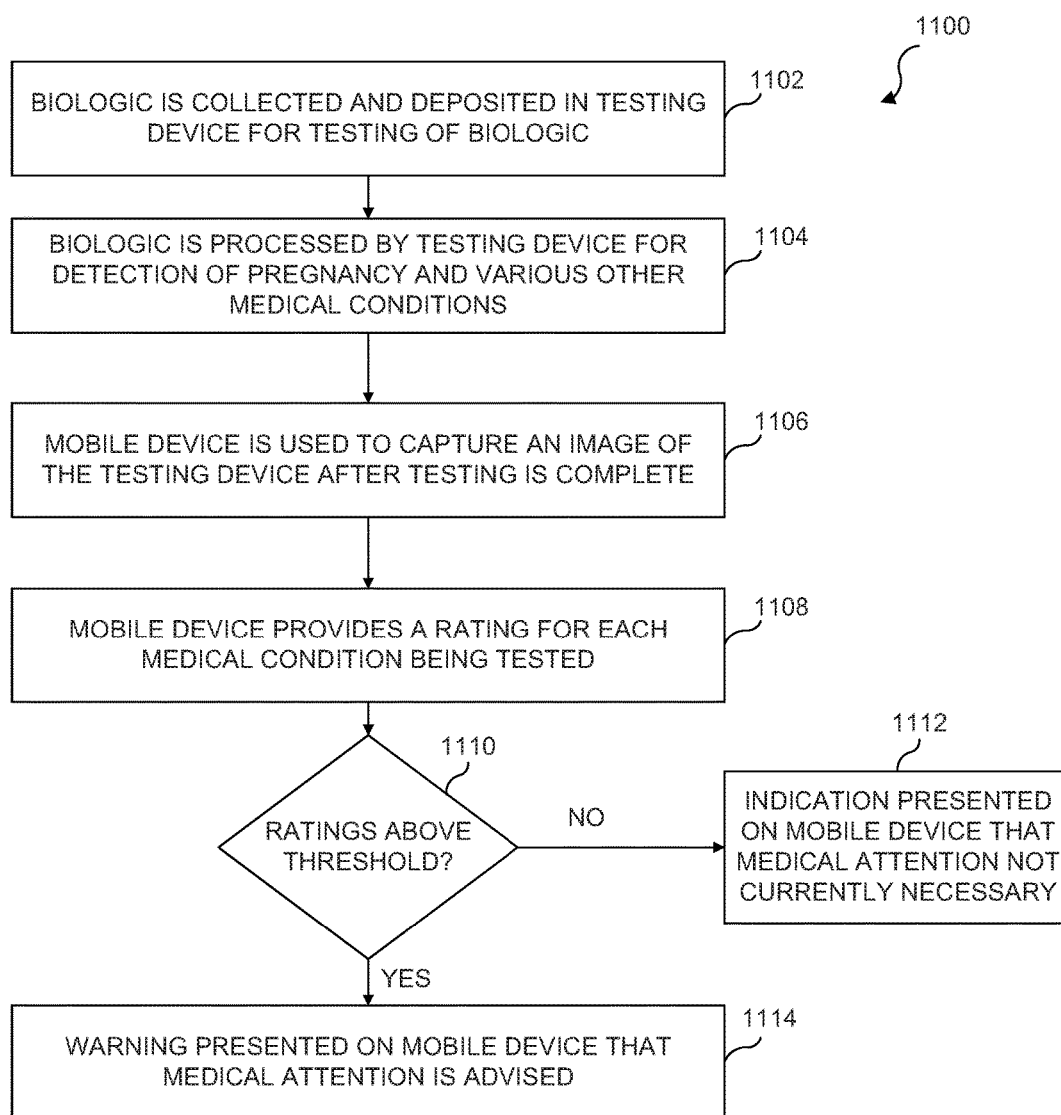 1100
BIOLOGIC IS COLLECTED AND DEPOSITED IN TESTING
DEVICE FOR TESTING OF BIOLOGIC
1102
BIOLOGIC IS PROCESSED BY TESTING DEVICE FOR
DETECTION OF PREGNANCY AND VARIOUS OTHER
MEDICAL CONDITIONS
1104
MOBILE DEVICE IS USED TO CAPTURE AN IMAGE OF
THE TESTING DEVICE AFTER TESTING IS COMPLETE
1106
MOBILE DEVICE PROVIDES A RATING FOR EACH
MEDICAL CONDITION BEING TESTED
1108
RATINGS ABOVE
THRESHOLD?
1110
NO
1112
INDICATION PRESENTED
ON MOBILE DEVICE THAT
MEDICAL ATTENTION NOT
CURRENTLY NECESSARY
YES
WARNING PRESENTED ON MOBILE DEVICE THAT
MEDICAL ATTENTION IS ADVISED
1114